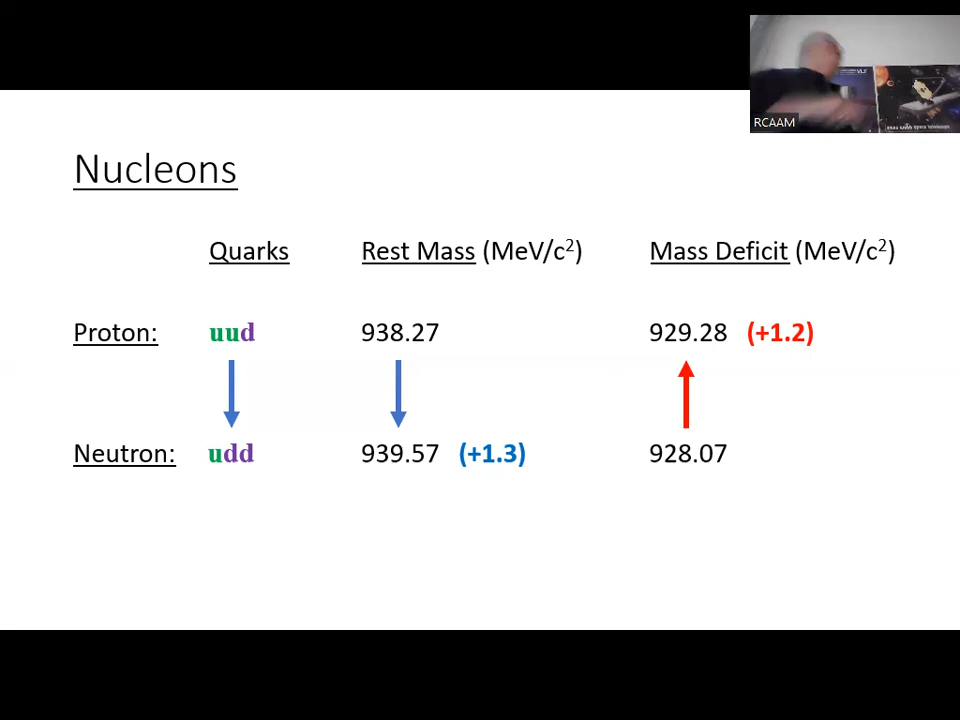 RCAAM
Nucleons
Quarks Rest Mass (MeV/c²) Mass Deficit (MeV/c²)
Proton: uud 938.27 929.28 (+1.2)
Neutron: udd 939.57 (+1.3) 928.07